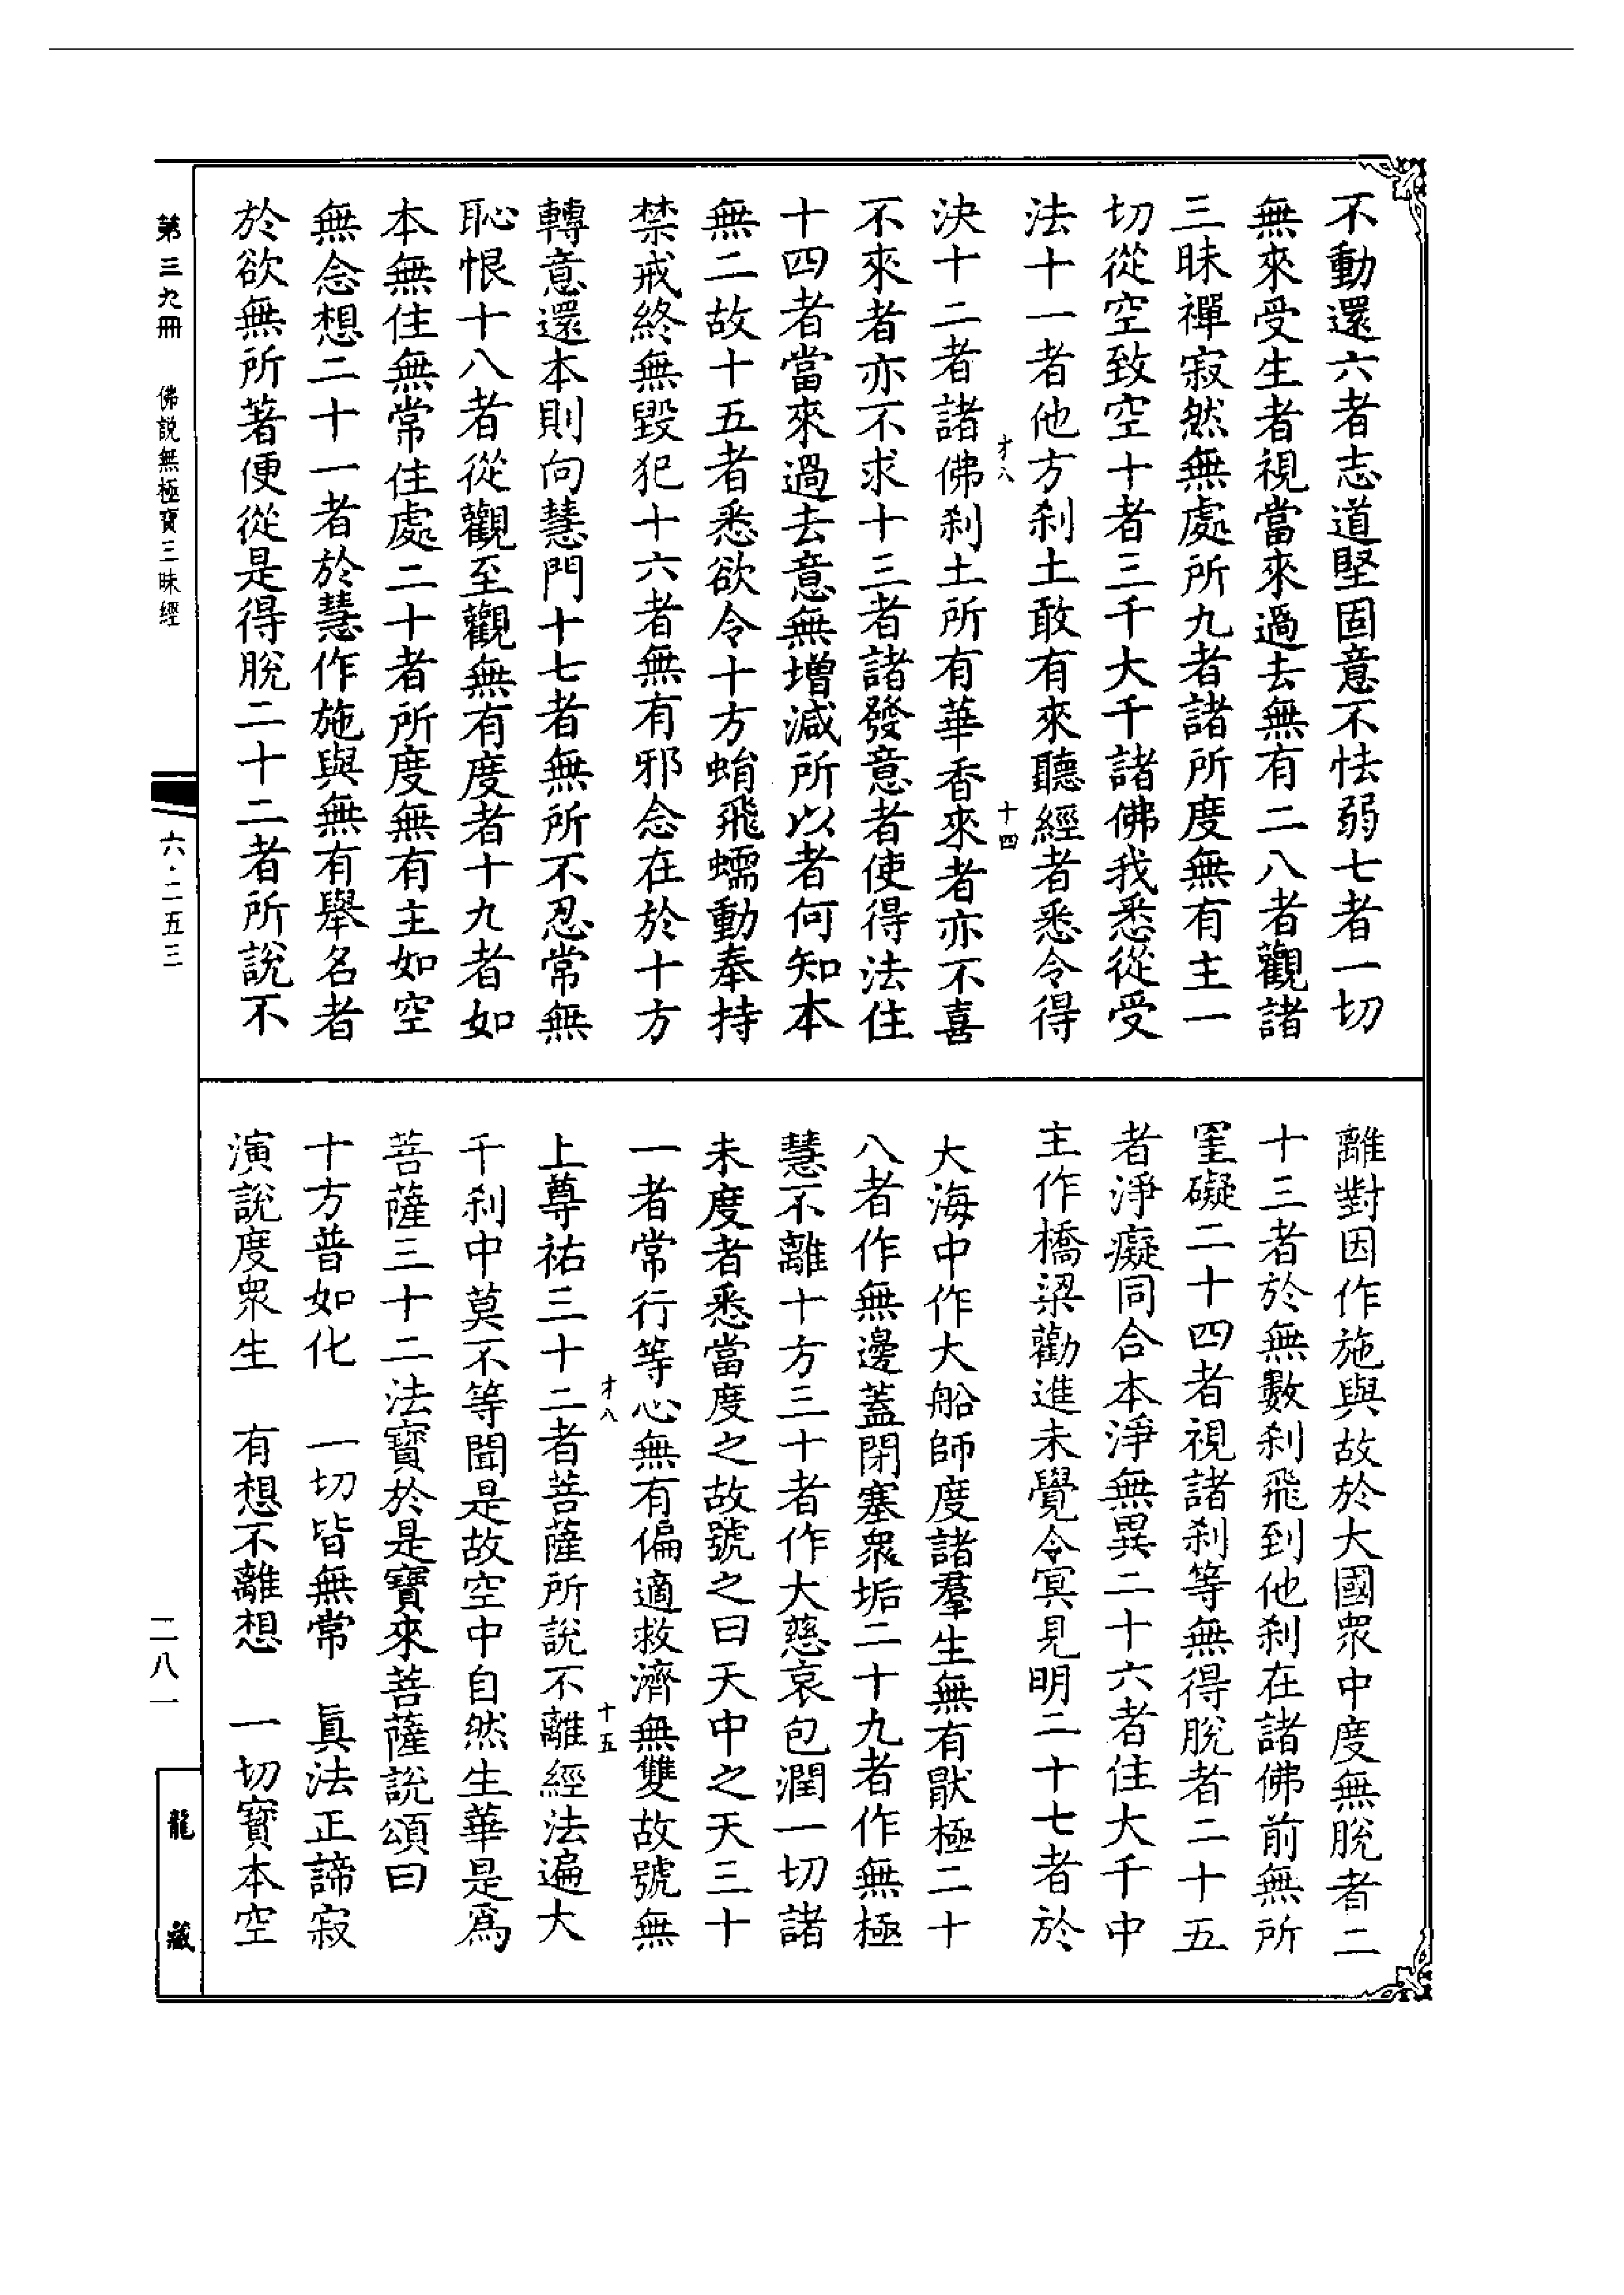 不動還六者志道堅固意不怯弱七者一切
無來受生者視當來過去無有二八者觀諸
三昧禪寂然無處所九者諸所度無有主一
切從空致空十者三千大千諸佛我悉從受
法十一者他方刹土敢有來聽經者悉令得
才八
十四
決十二者諸佛刹土所有華香來者亦不喜
不來者亦不求十三者諸發意者使得法住
十四者當來過去意無增減所以者何知本
無二故十五者悉欲令十方蜎飛蠕動奉持
禁戒終無毀犯十六者無有邪念在於十方
轉意還本則向慧門十七者無所不忍常無
恥恨十八者從觀至觀無有度者十九者如
本無住無常住處二十者所度無有主如空
無念想二十一者於慧作施與無有舉名者
於欲無所著便從是得脫二十二者所說不
離對因作施與故於大國眾中度無脫者二
十三者於無數刹飛到他刹在諸佛前無所
罣礙二十四者視諸刹等無得脫者二十五
者淨癡同合本淨無異二十六者住大千中
主作橋梁勸進未覺令冥見明二十七者於
大海中作大船師度諸羣生無有猒極二十
八者作無邊蓋閉塞眾垢二十九者作無極
慧不離十方三十者作大慈哀包潤一切諸
未度者悉當度之故號之曰天中之天三十
一者常行等心無有偏適救濟無雙故號無
才八
十五
上尊祐三十二者菩薩所說不離經法遍大
千刹中莫不等聞是故空中自然生華是爲
菩薩三十二法寶於是寶來菩薩說頌曰
十方普如化　一切皆無常　眞法正諦寂
演說度眾生　有想不離想　一切寶本空
第三九冊　佛說無極寶三昧經
六·二五三
二八一
龍藏